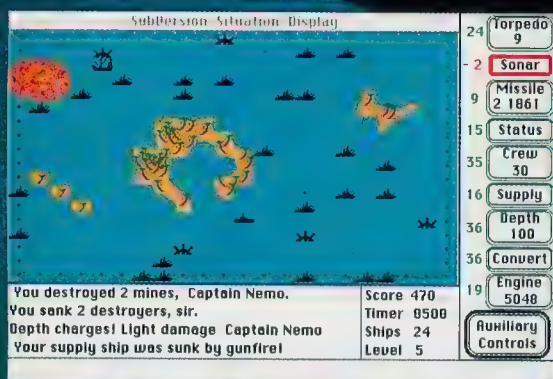 SubVersion Situation Display
24 Torpedo
9
- 2 Sonar
9 Missile
2 1861
15 Status
35 Crew
30
16 Supply
36 Depth
100
36 Convert
19 Engine
5048
Auxiliary
Controls
You destroyed 2 mines, Captain Nemo.
You sank 2 destroyers, sir.
Depth charges! Light damage Captain Nemo
Your supply ship was sunk by gunfire!
Score 470
Timer 8500
Ships 24
Level 5